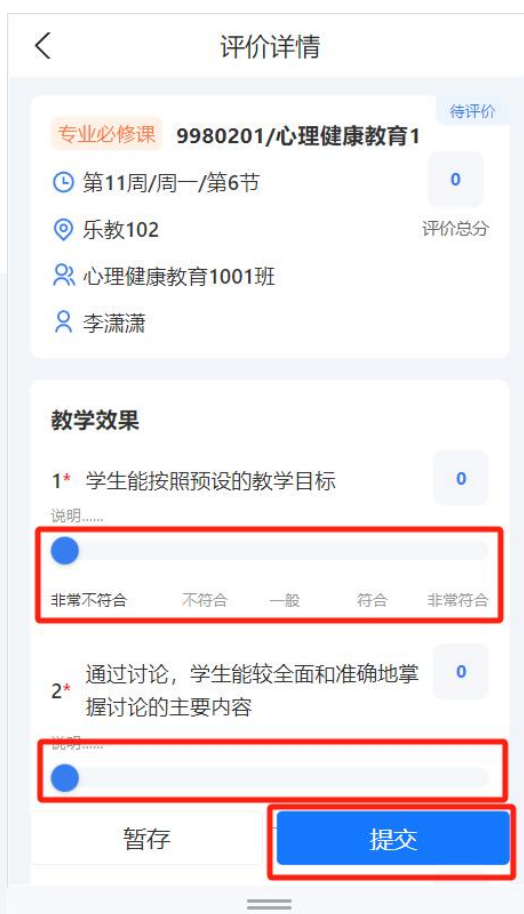 评价详情
待评价
专业必修课 9980201/心理健康教育1
第11周/周一/第6节
0
乐教102
评价总分
心理健康教育1001班
李潇潇
教学效果
1* 学生能按照预设的教学目标
0
说明......
非常不符合 不符合 一般 符合 非常符合
2* 通过讨论，学生能较全面和准确地掌
握讨论的主要内容
0
说明......
暂存 提交